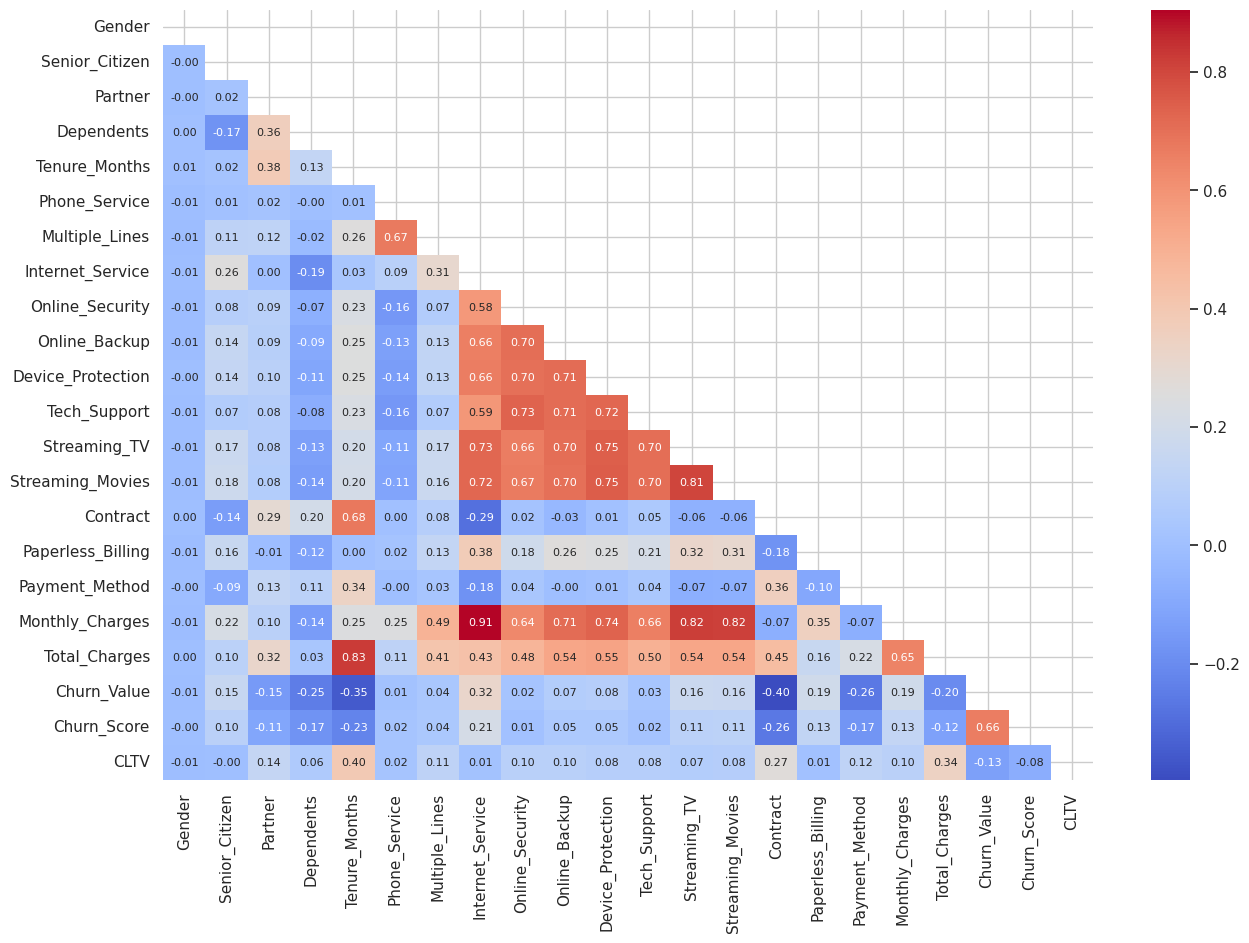 Gender
Senior_Citizen -0.00
Partner -0.00 0.02
0.8
Dependents 0.00 -0.17 0.36
Tenure_Months 0.01 0.02 0.38 0.13
Phone_Service -0.01 0.01 0.02 -0.00 0.01
0.6
Multiple_Lines -0.01 0.11 0.12 -0.02 0.26 0.67
Internet_Service -0.01 0.26 0.00 -0.19 0.03 0.09 0.31
Online_Security -0.01 0.08 0.09 -0.07 0.23 -0.16 0.07 0.58
0.4
Online_Backup -0.01 0.14 0.09 -0.09 0.25 -0.13 0.13 0.66 0.70
Device_Protection -0.00 0.14 0.10 -0.11 0.25 -0.14 0.13 0.66 0.70 0.71
Tech_Support -0.01 0.07 0.08 -0.08 0.23 -0.16 0.07 0.59 0.73 0.71 0.72
0.2
Streaming_TV -0.01 0.17 0.08 -0.13 0.20 -0.11 0.17 0.73 0.66 0.70 0.75 0.70
Streaming_Movies -0.01 0.18 0.08 -0.14 0.20 -0.11 0.16 0.72 0.67 0.70 0.75 0.70 0.81
Contract 0.00 -0.14 0.29 0.20 0.68 0.00 0.08 -0.29 0.02 -0.03 0.01 0.05 -0.06 -0.06
0.0
Paperless_Billing -0.01 0.16 -0.01 -0.12 0.00 0.02 0.13 0.38 0.18 0.26 0.25 0.21 0.32 0.31 -0.18
Payment_Method -0.00 -0.09 0.13 0.11 0.34 -0.00 0.03 -0.18 0.04 -0.00 0.01 0.04 -0.07 -0.07 0.36 -0.10
Monthly_Charges -0.01 0.22 0.10 -0.14 0.25 0.25 0.49 0.91 0.64 0.71 0.74 0.66 0.82 0.82 -0.07 0.35 -0.07
Total_Charges 0.00 0.10 0.32 0.03 0.83 0.11 0.41 0.43 0.48 0.54 0.55 0.50 0.54 0.54 0.45 0.16 0.22 0.65
−0.2
Churn_Value -0.01 0.15 -0.15 -0.25 -0.35 0.01 0.04 0.32 0.02 0.07 0.08 0.03 0.16 0.16 -0.40 0.19 -0.26 0.19 -0.20
Churn_Score -0.00 0.10 -0.11 -0.17 -0.23 0.02 0.04 0.21 0.01 0.05 0.05 0.02 0.11 0.11 -0.26 0.13 -0.17 0.13 -0.12 0.66
CLTV -0.01 -0.00 0.14 0.06 0.40 0.02 0.11 0.01 0.10 0.10 0.08 0.08 0.07 0.08 0.27 0.01 0.12 0.10 0.34 -0.13 -0.08
Gender
Senior_Citizen
Partner
Dependents
Tenure_Months
Phone_Service
Multiple_Lines
Internet_Service
Online_Security
Online_Backup
Device_Protection
Tech_Support
Streaming_TV
Streaming_Movies
Contract
Paperless_Billing
Payment_Method
Monthly_Charges
Total_Charges
Churn_Value
Churn_Score
CLTV